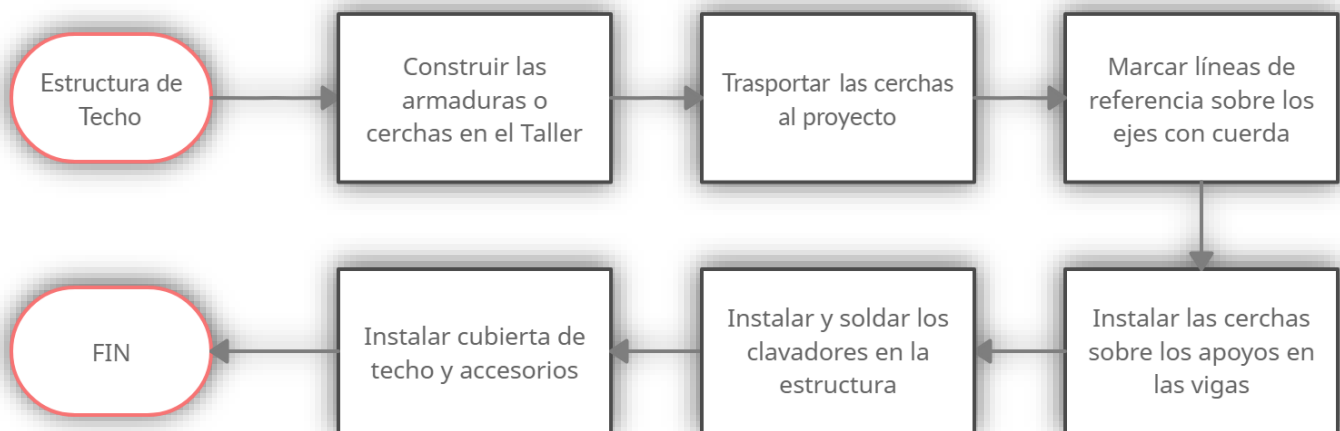 Estructura de
Techo
Construir las
armaduras o
cerchas en el Taller
Trasportar las cerchas
al proyecto
Marcar líneas de
referencia sobre los
ejes con cuerda
Instalar las cerchas
sobre los apoyos en
las vigas
Instalar y soldar los
clavadores en la
estructura
Instalar cubierta de
techo y accesorios
FIN